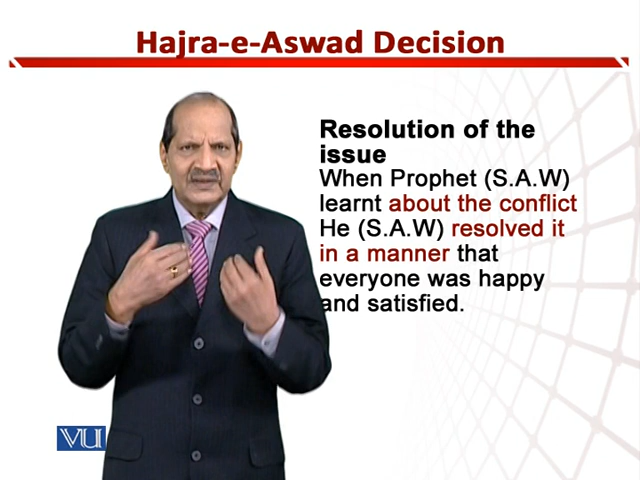 Hajra-e-Aswad Decision
Resolution of the
issue
When Prophet (S.A.W)
learnt about the conflict
He (S.A.W) resolved it
in a manner that
everyone was happy
and satisfied.
VU